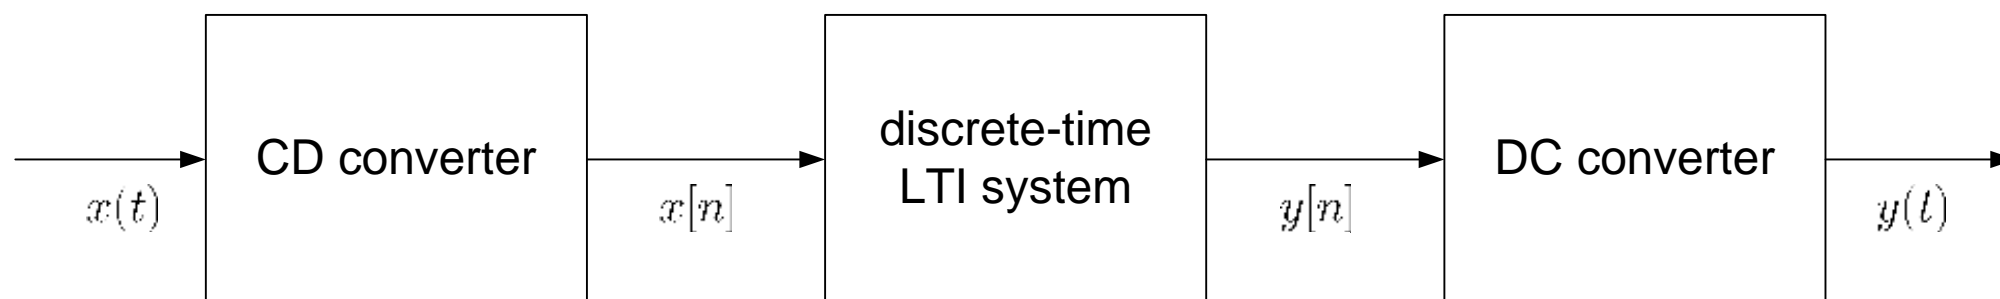 CD converter
discrete-time
LTI system
DC converter
x(t)
x[n]
y[n]
y(t)